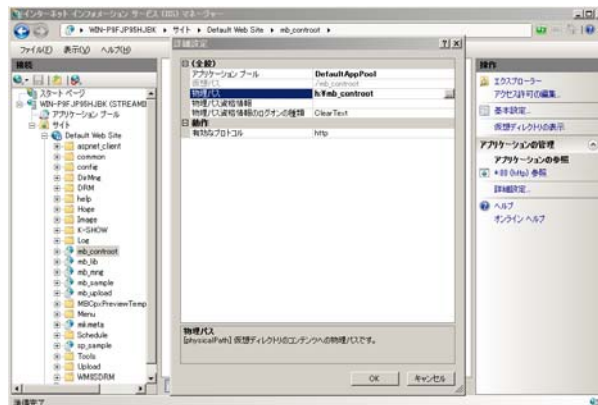 インターネット インフォメーション サービス (IIS) マネージャー
サイト ▸ Default Web Site ▸ mb_controot ▸
ファイル(F) 表示(V) ヘルプ(H)
接続
スタート ページ
アプリケーション プール
サイト
Default Web Site
aspnet_client
common
config
DirMng
DRM
help
Hoge
Image
K-SHOW
Log
mb_controot
mb_lib
mb_mng
mb_sample
mb_upload
MBCpxPreviewTemp
Menu
mkmeta
Schedule
sp_sample
Tools
Upload
WMIISDRM
準備完了
詳細設定
(全般)
アプリケーション プール DefaultAppPool
仮想パス /mb_controot
物理パス h:¥mb_controot
物理パス資格情報
物理パス資格情報のログオンの種類 ClearText
動作
有効なプロトコル http
物理パス
[physicalPath] 仮想ディレクトリのコンテンツへの物理パスです。
OK キャンセル
操作
エクスプローラー
アクセス許可の編集...
基本設定...
仮想ディレクトリの表示
アプリケーションの管理
アプリケーションの参照
*:80 (http) 参照
詳細設定...
ヘルプ
オンライン ヘルプ